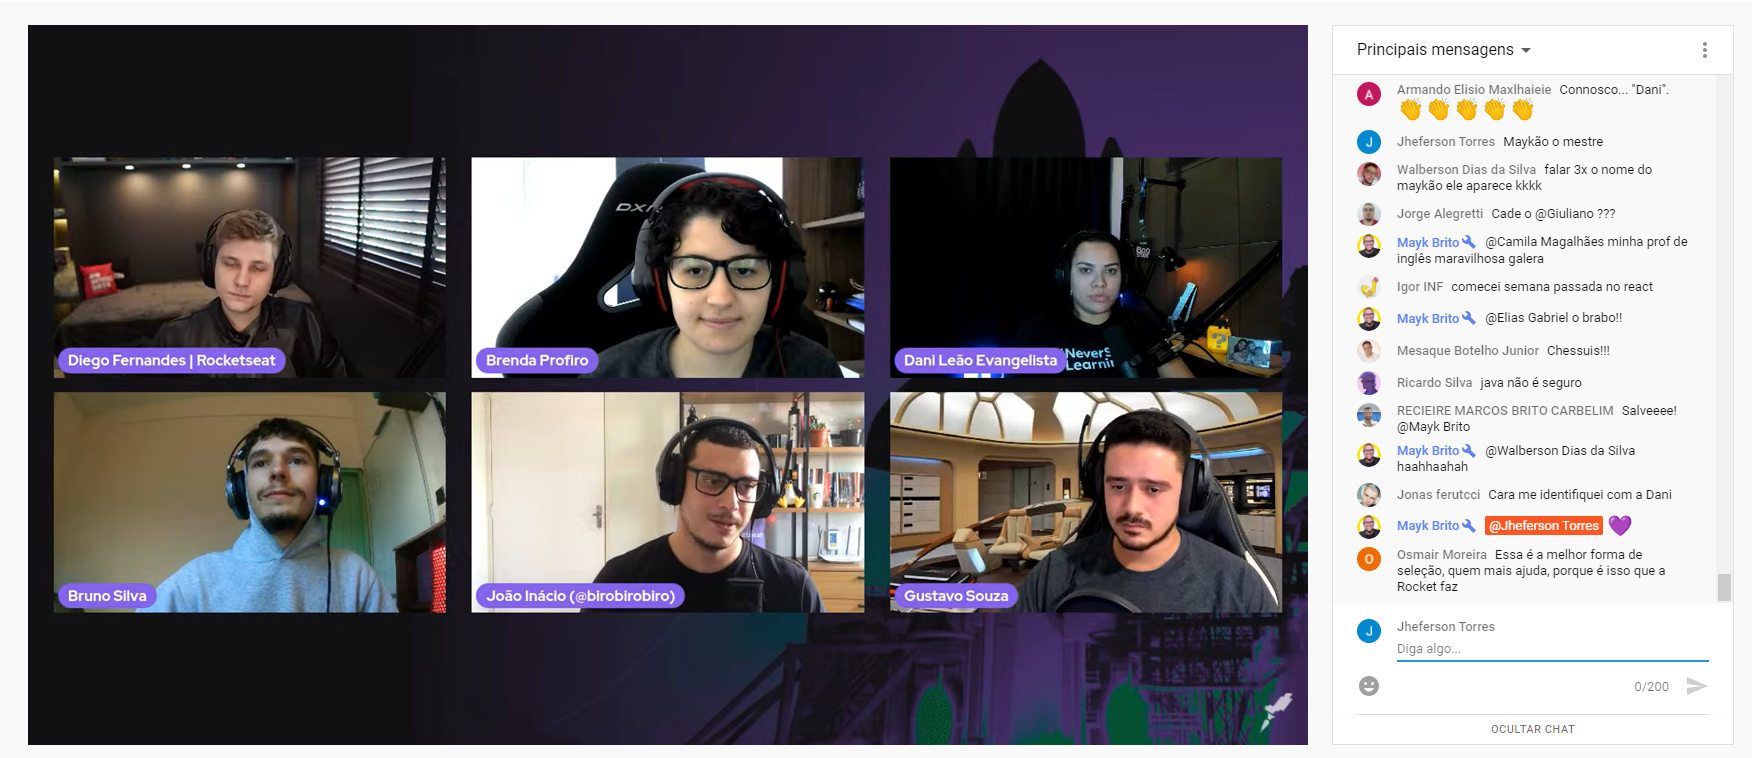 DXR
Boo
ster
Diego Fernandes | Rocketseat
Brenda Profiro
Dani Leão Evangelista
Never
Learnin
Bruno Silva
João Inácio (@birobirobiro)
Gustavo Souza
Principais mensagens
A
Armando Elisio Maxlhaieie Connosco... "Dani".
👏👏👏👏👏
J
Jheferson Torres Maykão o mestre
Walberson Dias da Silva falar 3x o nome do
maykão ele aparece kkkk
Jorge Alegretti Cade o @Giuliano ???
Mayk Brito @Camila Magalhães minha prof de
inglês maravilhosa galera
Igor INF comecei semana passada no react
Mayk Brito @Elias Gabriel o brabo!!
Mesaque Botelho Junior Chessuis!!!
Ricardo Silva java não é seguro
RECIEIRE MARCOS BRITO CARBELIM Salveeee!
@Mayk Brito
Mayk Brito @Walberson Dias da Silva
haahhaahah
Jonas ferutcci Cara me identifiquei com a Dani
Mayk Brito @Jheferson Torres 💜
O
Osmair Moreira Essa é a melhor forma de
seleção, quem mais ajuda, porque é isso que a
Rocket faz
J
Jheferson Torres
Diga algo...
0/200
OCULTAR CHAT